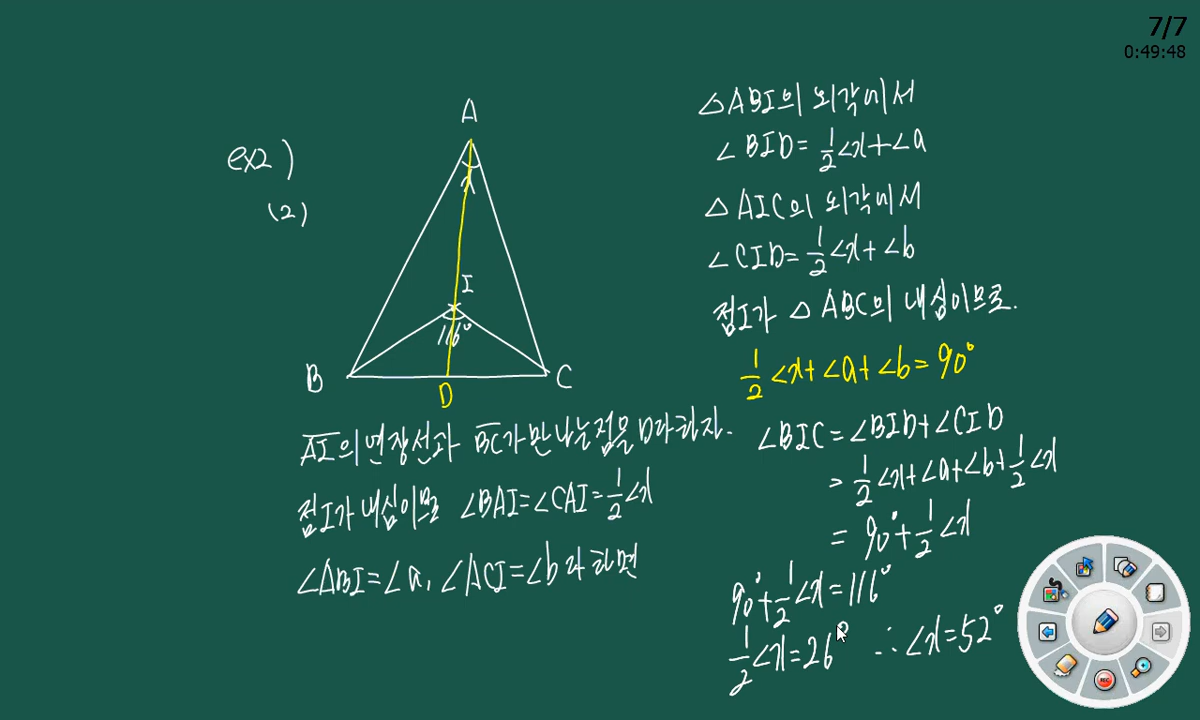 7/7
0:49:48
ex2)
(2)
A
x
I
116°
B
D
C
AI의 연장선과 BC가 만나는점을 D라하자.
점I가 내심이므로 ∠BAI=∠CAI=1/2∠x
∠ABI=∠a, ∠ACI=∠b라 하면
△ABI의 외각에서
∠BID=1/2∠x+∠a
△AIC의 외각에서
∠CID=1/2∠x+∠b
점I가 △ABC의 내심이므로.
1/2∠x+∠a+∠b=90°
∠BIC=∠BID+∠CID
=1/2∠x+∠a+∠b+1/2∠x
=90°+1/2∠x
90°+1/2∠x=116°
1/2∠x=26° ∴∠x=52°
REC